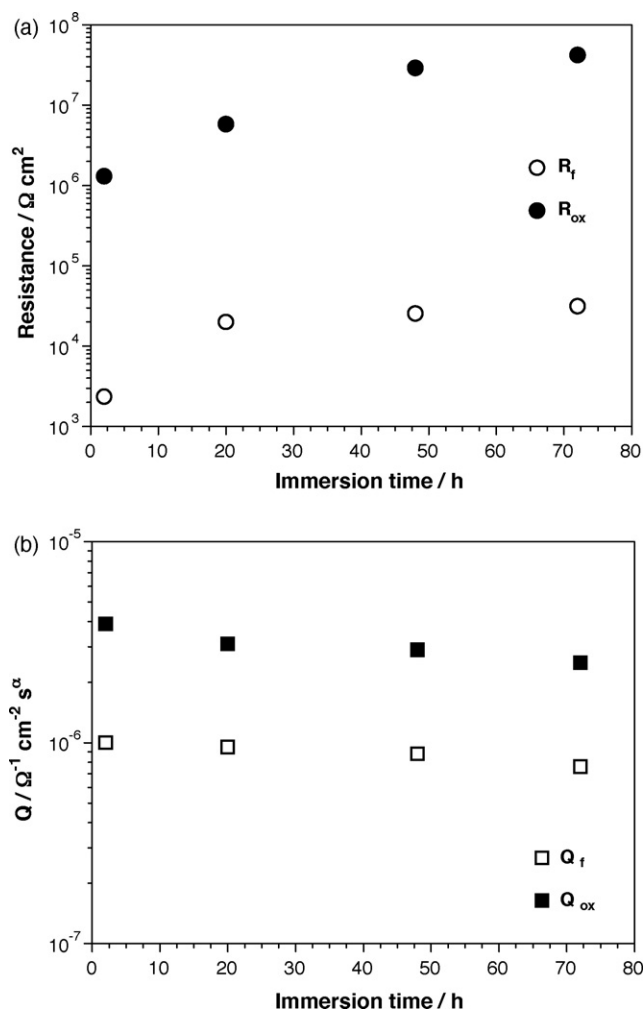 (a)
10^8
10^7
10^6
10^5
10^4
10^3
Resistance / Ω cm^2
R_f
R_ox
0 10 20 30 40 50 60 70 80
Immersion time / h
(b)
10^-5
10^-6
10^-7
Q / Ω^-1 cm^-2 s^α
Q_f
Q_ox
0 10 20 30 40 50 60 70 80
Immersion time / h